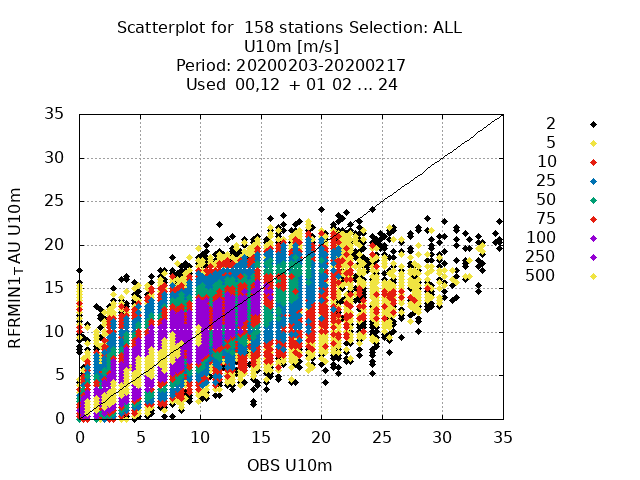 Scatterplot for 158 stations Selection: ALL
U10m [m/s]
Period: 20200203-20200217
Used 00,12 + 01 02 ... 24
35
30
25
20
15
10
5
0
0 5 10 15 20 25 30 35
RFRMIN1_T AU U10m
OBS U10m
2
5
10
25
50
75
100
250
500